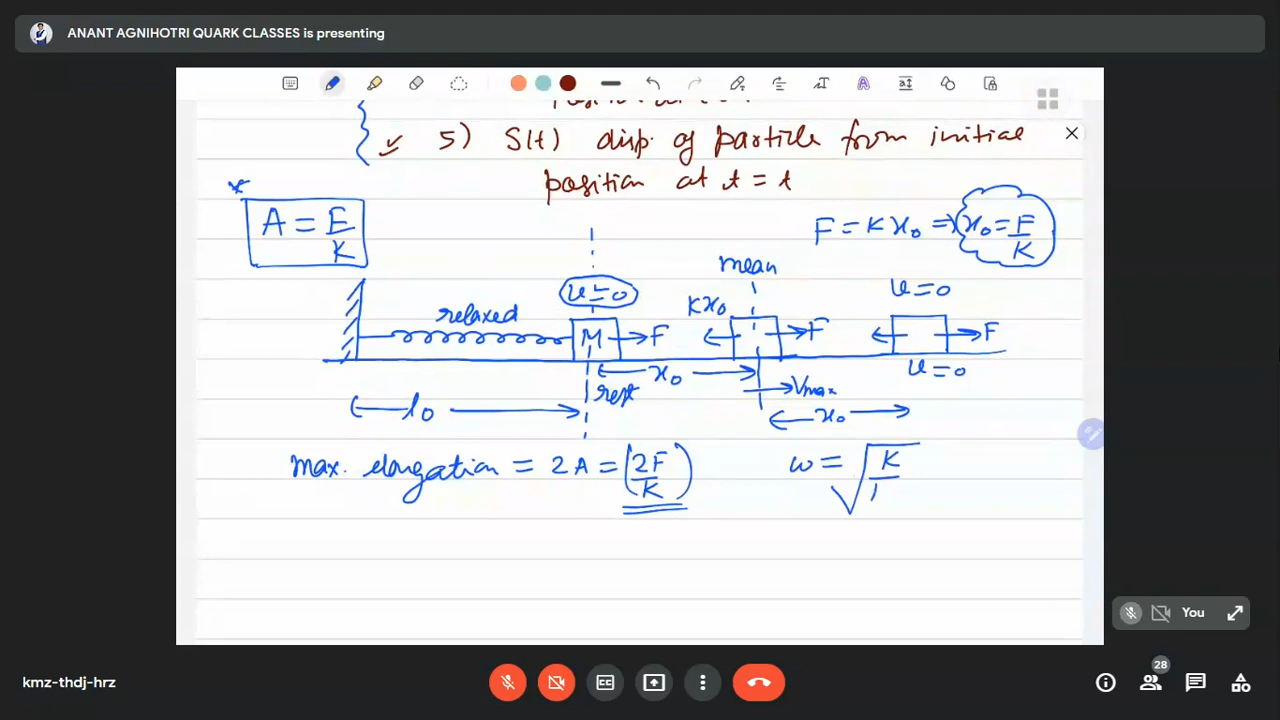 ANANT AGNIHOTRI QUARK CLASSES is presenting
5) S(t) disp. of particle from initial
position at t = t
A = F/K
F = K x₀ ⇒ x₀ = F/K
mean
relaxed
u = 0
M
F
Kx₀
F
v = 0
F
v = 0
x₀
rest
Vmax
l₀
x₀
max. elongation = 2A = (2F/K)
ω = √K/
You
28
kmz-thdj-hrz